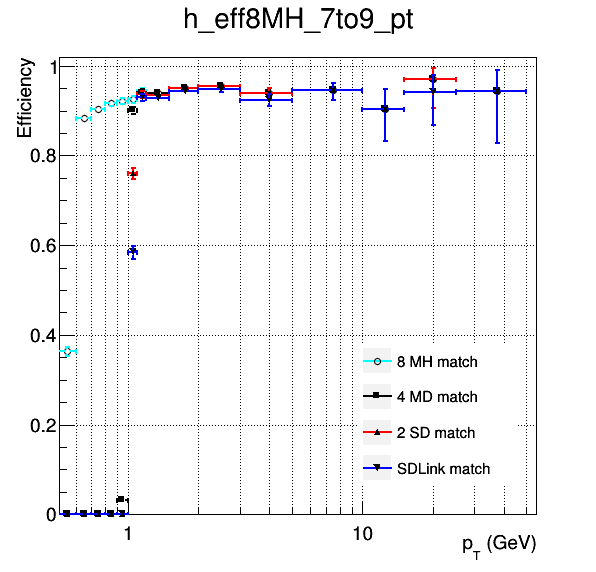 h_eff8MH_7to9_pt
Efficiency
1
0.8
0.6
0.4
0.2
0
8 MH match
4 MD match
2 SD match
SDLink match
1
10
p_T (GeV)